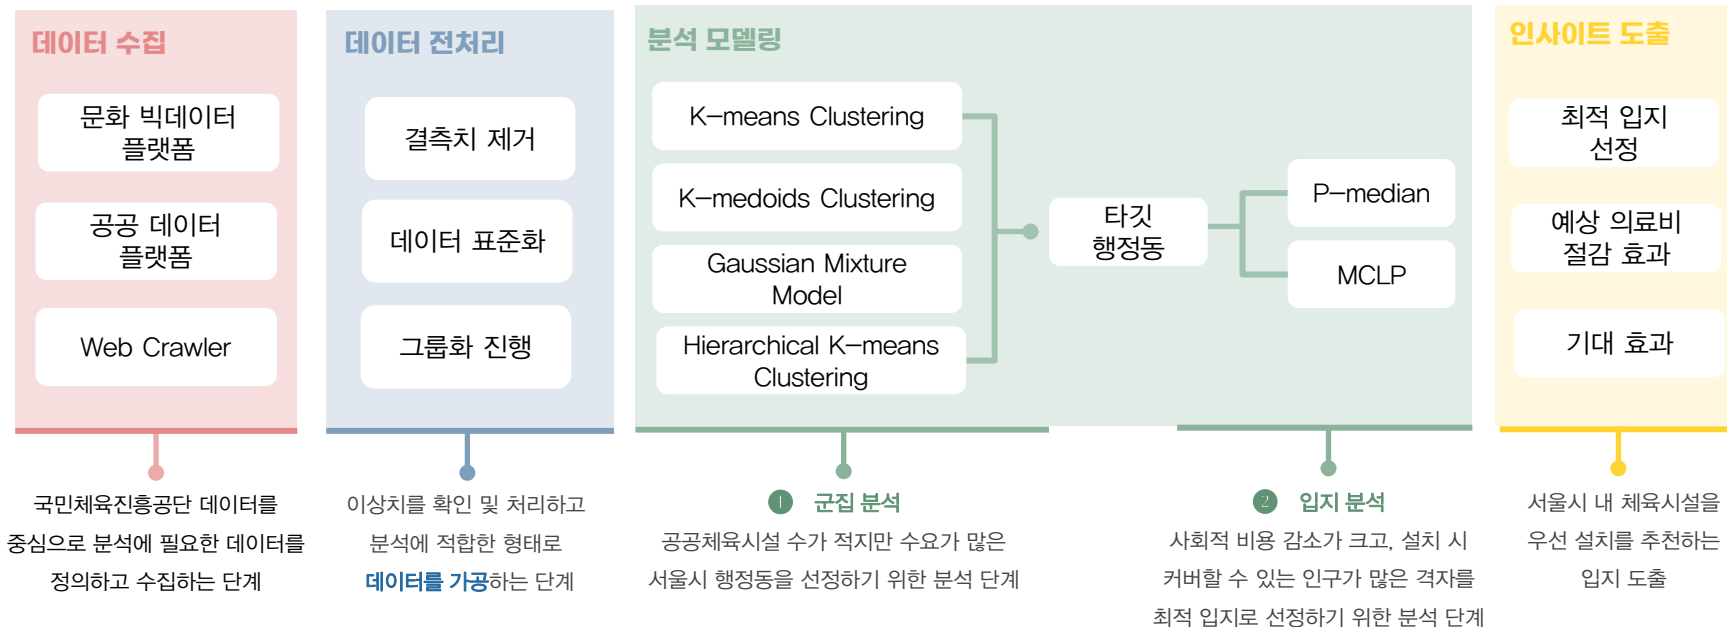 데이터 수집
문화 빅데이터
플랫폼
공공 데이터
플랫폼
Web Crawler
국민체육진흥공단 데이터를
중심으로 분석에 필요한 데이터를
정의하고 수집하는 단계
데이터 전처리
결측치 제거
데이터 표준화
그룹화 진행
이상치를 확인 및 처리하고
분석에 적합한 형태로
데이터를 가공하는 단계
분석 모델링
K-means Clustering
K-medoids Clustering
Gaussian Mixture
Model
Hierarchical K-means
Clustering
타깃
행정동
P-median
MCLP
❶ 군집 분석
공공체육시설 수가 적지만 수요가 많은
서울시 행정동을 선정하기 위한 분석 단계
❷ 입지 분석
사회적 비용 감소가 크고, 설치 시
커버할 수 있는 인구가 많은 격자를
최적 입지로 선정하기 위한 분석 단계
인사이트 도출
최적 입지
선정
예상 의료비
절감 효과
기대 효과
서울시 내 체육시설을
우선 설치를 추천하는
입지 도출